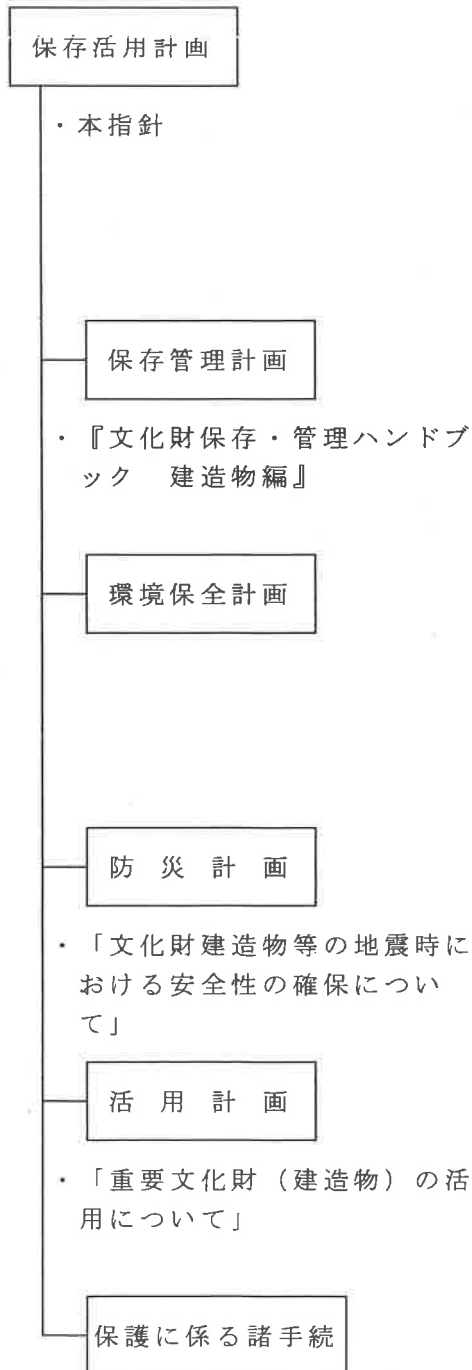 保存活用計画
・本指針
保存管理計画
・『文化財保存・管理ハンドブ
ック　建造物編』
環境保全計画
防災計画
・「文化財建造物等の地震時に
おける安全性の確保につい
て」
活用計画
・「重要文化財（建造物）の活
用について」
保護に係る諸手続